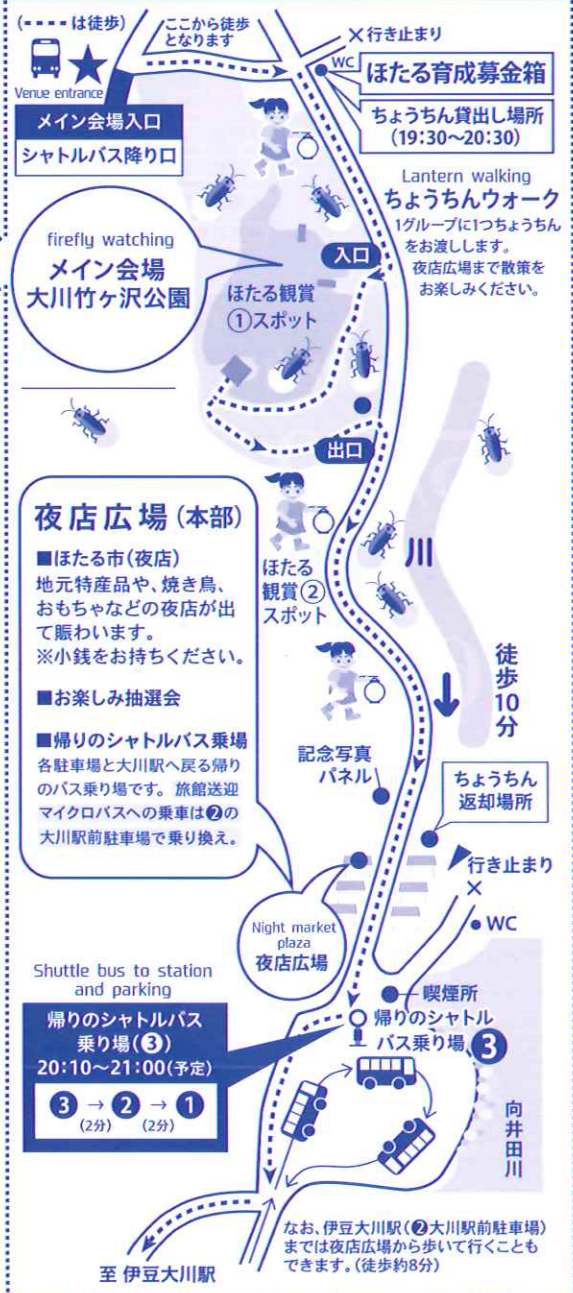 (----は徒歩)
ここから徒歩
となります
×行き止まり
WC
ほたる育成募金箱
ちょうちん貸出し場所
(19:30~20:30)
Venue entrance
メイン会場入口
シャトルバス降り口
Lantern walking
ちょうちんウォーク
1グループに1つちょうちん
をお渡しします。
夜店広場まで散策を
お楽しみください。
firefly watching
メイン会場
大川竹ヶ沢公園
入口
ほたる観賞
①スポット
出口
夜店広場(本部)
■ほたる市(夜店)
地元特産品や、焼き鳥、
おもちゃなどの夜店が出
て賑わいます。
※小銭をお持ちください。
■お楽しみ抽選会
■帰りのシャトルバス乗場
各駐車場と大川駅へ戻る帰り
のバス乗り場です。旅館送迎
マイクロバスへの乗車は❷の
大川駅前駐車場で乗り換え。
ほたる
観賞②
スポット
川
徒歩10分
記念写真
パネル
ちょうちん
返却場所
行き止まり
×
WC
Night market
plaza
夜店広場
喫煙所
帰りのシャトル
バス乗り場❸
Shuttle bus to station
and parking
帰りのシャトルバス
乗り場(❸)
20:10~21:00(予定)
❸→❷→❶
(2分) (2分)
向井田川
なお、伊豆大川駅(❷大川駅前駐車場)
までは夜店広場から歩いて行くことも
できます。(徒歩約8分)
至 伊豆大川駅